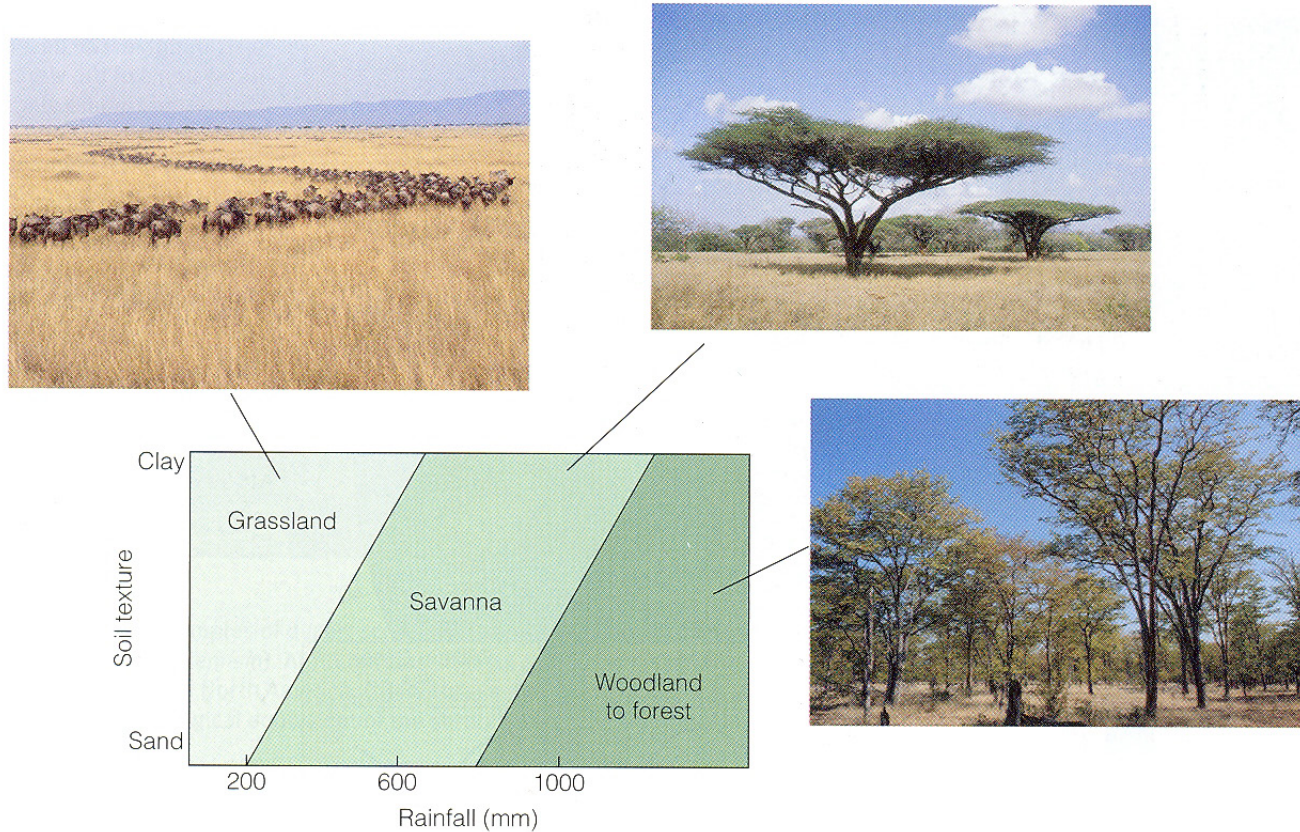 Clay
Grassland
Savanna
Woodland
to forest
Soil texture
Sand
200
600
1000
Rainfall (mm)